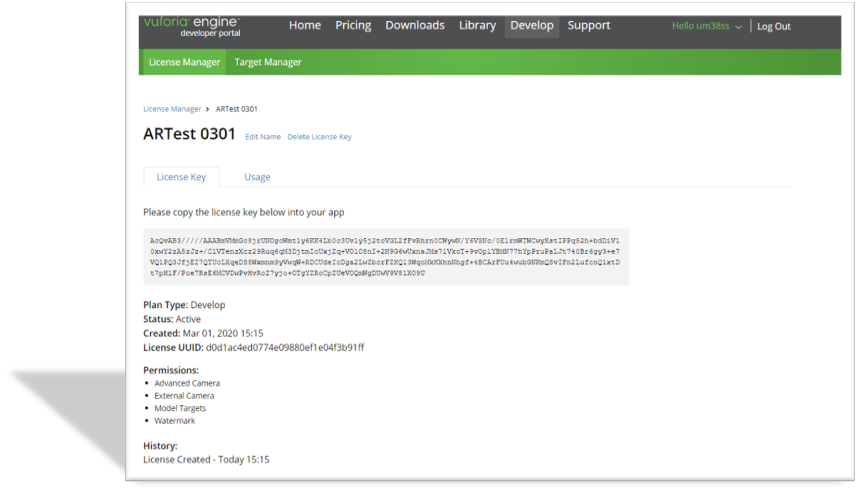 vuforia engine
developer portal
Home Pricing Downloads Library Develop Support Hello um38ss Log Out
License Manager Target Manager
License Manager > ARTest 0301
ARTest 0301 Edit Name Delete License Key
License Key Usage
Please copy the license key below into your app
Plan Type: Develop
Status: Active
Created: Mar 01, 2020 15:15
License UUID: d0d1ac4ed0774e09880ef1e04f3b91ff
Permissions:
• Advanced Camera
• External Camera
• Model Targets
• Watermark
History:
License Created - Today 15:15